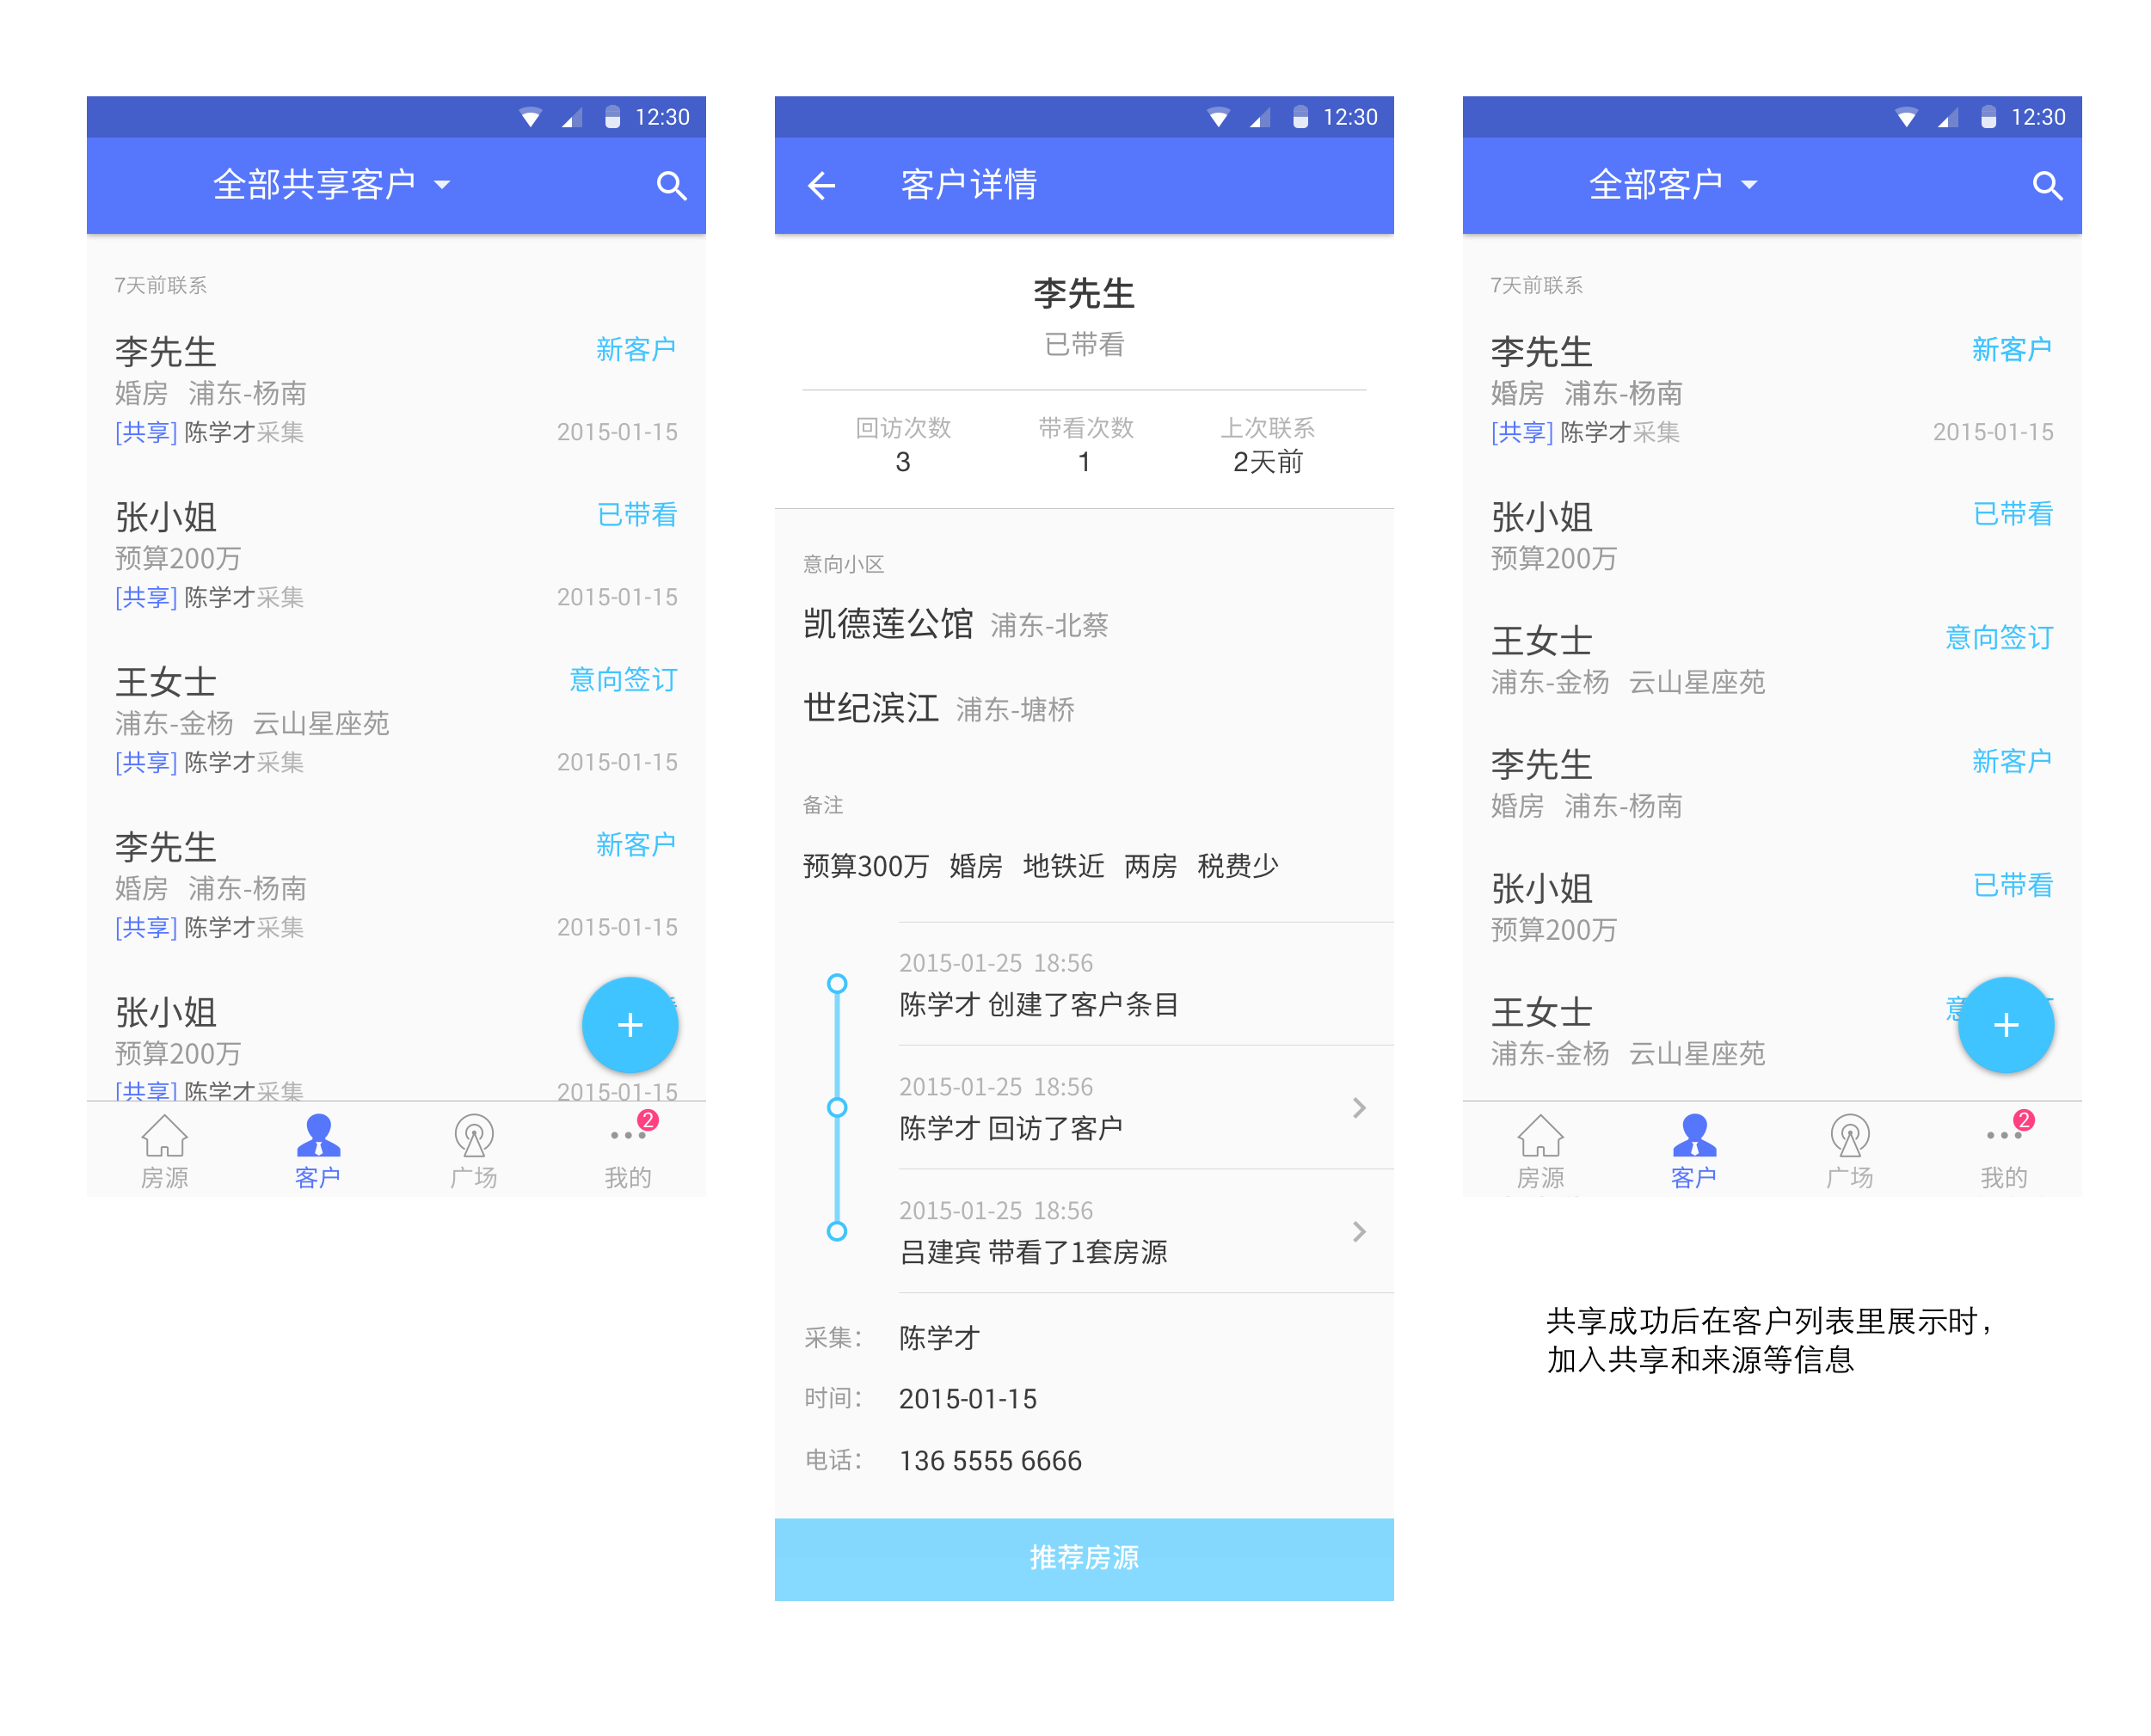 12:30
全部共享客户
7天前联系
李先生 新客户
婚房 浦东-杨南
[共享] 陈学才采集 2015-01-15
张小姐 已带看
预算200万
[共享] 陈学才采集 2015-01-15
王女士 意向签订
浦东-金杨 云山星座苑
[共享] 陈学才采集 2015-01-15
李先生 新客户
婚房 浦东-杨南
[共享] 陈学才采集 2015-01-15
张小姐
预算200万
[共享] 陈学才采集 2015-01-15
2
房源 客户 广场 我的
12:30
客户详情
李先生
已带看
回访次数 带看次数 上次联系
3 1 2天前
意向小区
凯德莲公馆 浦东-北蔡
世纪滨江 浦东-塘桥
备注
预算300万 婚房 地铁近 两房 税费少
2015-01-25 18:56
陈学才 创建了客户条目
2015-01-25 18:56
陈学才 回访了客户
2015-01-25 18:56
吕建宾 带看了1套房源
采集： 陈学才
时间： 2015-01-15
电话： 136 5555 6666
推荐房源
12:30
全部客户
7天前联系
李先生 新客户
婚房 浦东-杨南
[共享] 陈学才采集 2015-01-15
张小姐 已带看
预算200万
王女士 意向签订
浦东-金杨 云山星座苑
李先生 新客户
婚房 浦东-杨南
张小姐 已带看
预算200万
王女士
浦东-金杨 云山星座苑
2
房源 客户 广场 我的
共享成功后在客户列表里展示时，
加入共享和来源等信息